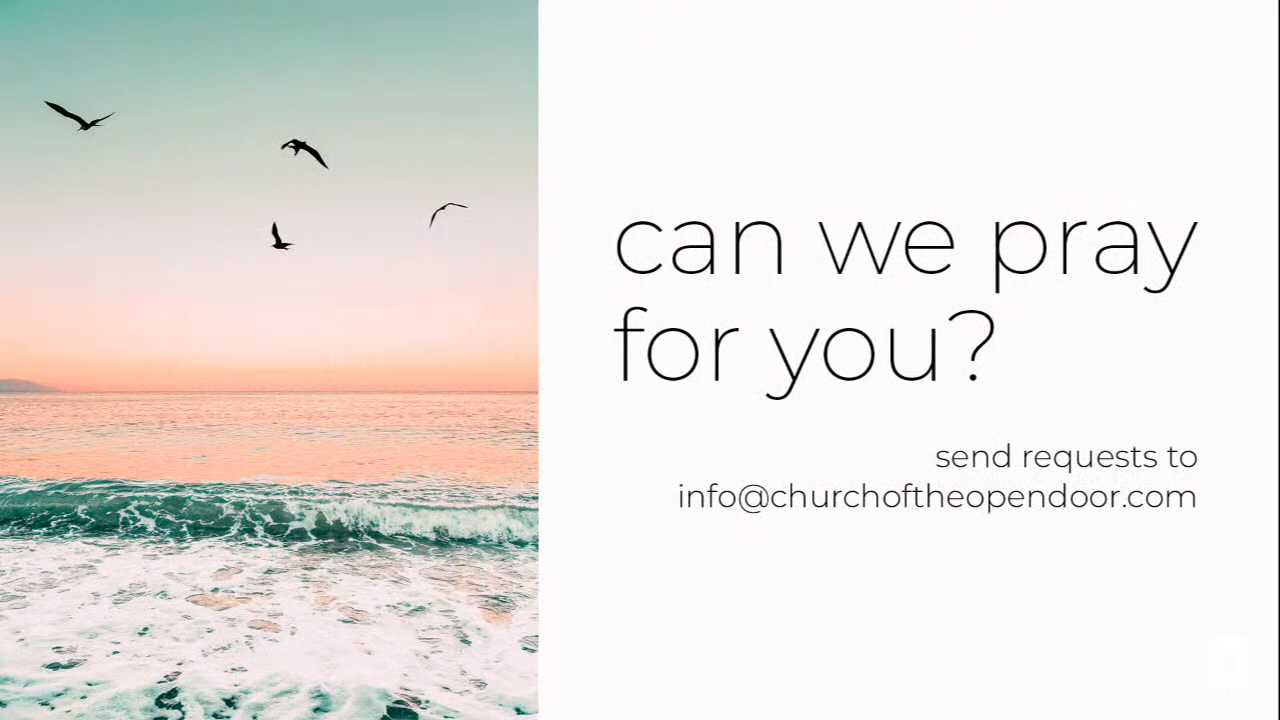 can we pray
for you?
send requests to
info@churchoftheopendoor.com